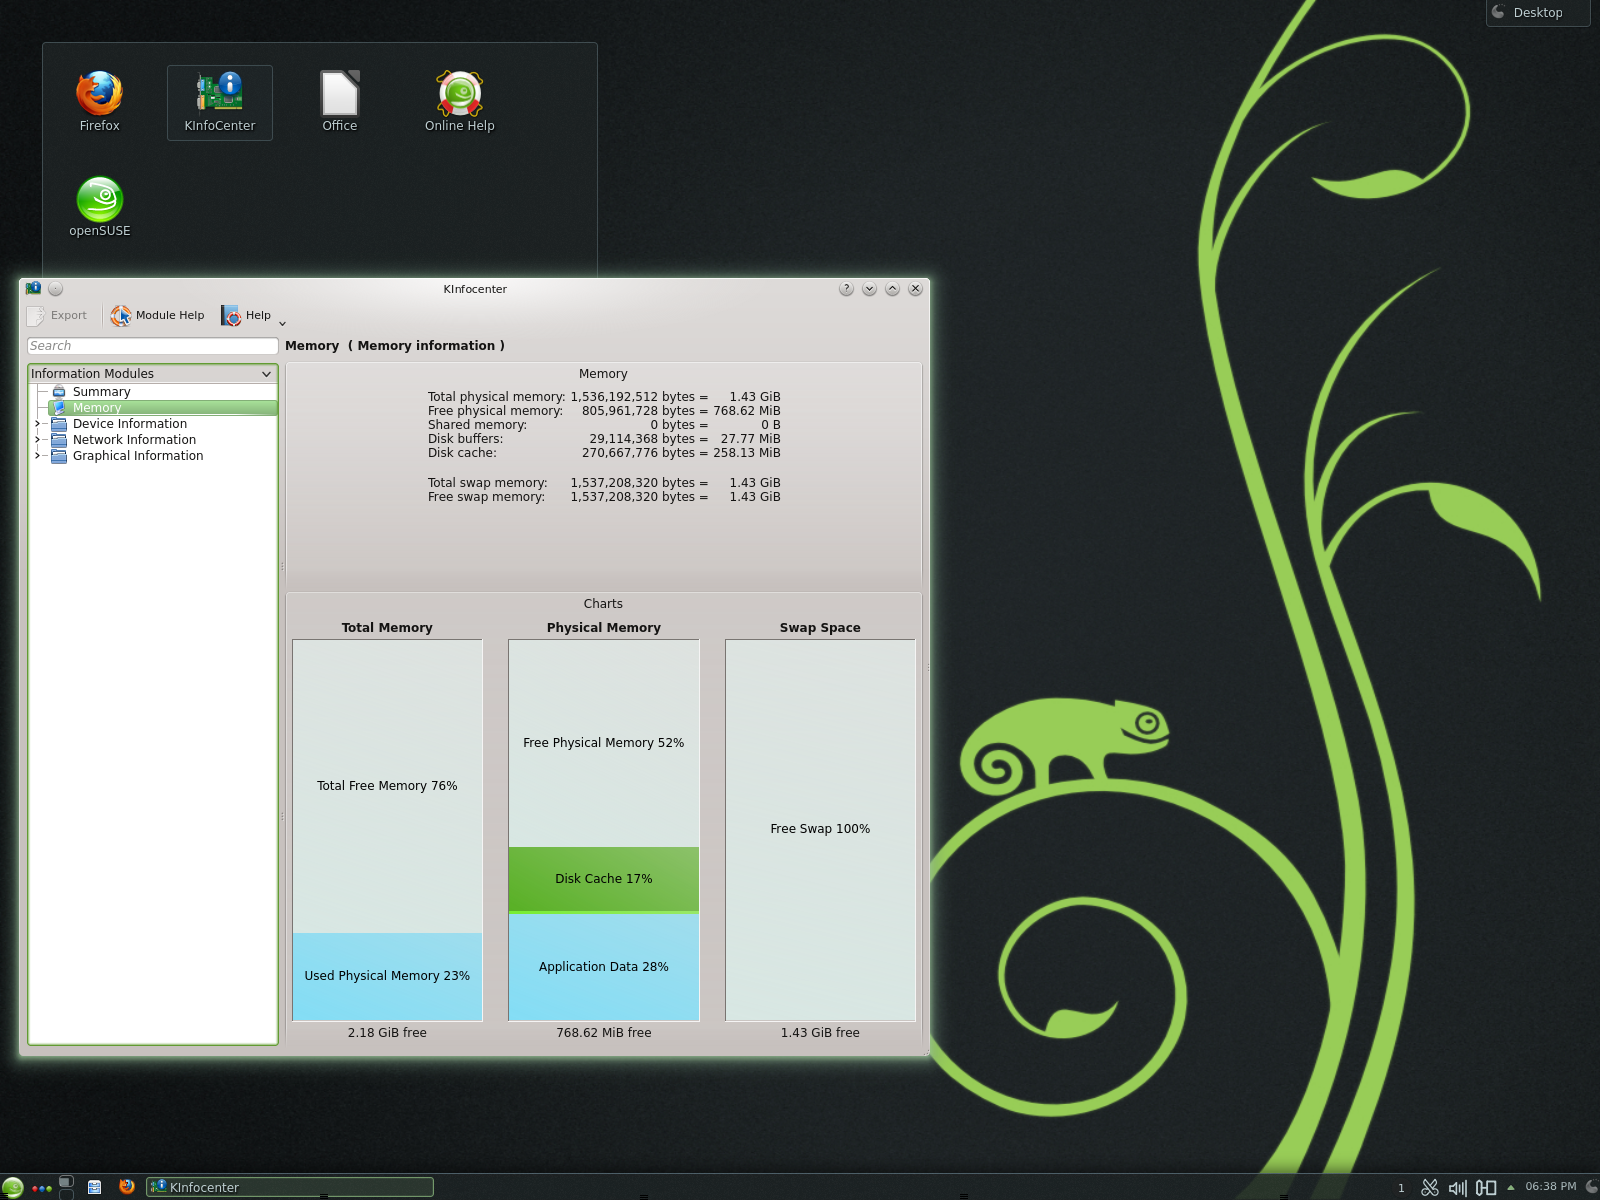 Desktop
Firefox
KInfoCenter
Office
Online Help
openSUSE
KInfocenter
Export
Module Help
Help
Search
Memory ( Memory information )
Information Modules
Summary
Memory
Device Information
Network Information
Graphical Information
Memory
Total physical memory: 1,536,192,512 bytes = 1.43 GiB
Free physical memory: 805,961,728 bytes = 768.62 MiB
Shared memory: 0 bytes = 0 B
Disk buffers: 29,114,368 bytes = 27.77 MiB
Disk cache: 270,667,776 bytes = 258.13 MiB
Total swap memory: 1,537,208,320 bytes = 1.43 GiB
Free swap memory: 1,537,208,320 bytes = 1.43 GiB
Charts
Total Memory
Physical Memory
Swap Space
Total Free Memory 76%
Used Physical Memory 23%
Free Physical Memory 52%
Disk Cache 17%
Application Data 28%
Free Swap 100%
2.18 GiB free
768.62 MiB free
1.43 GiB free
KInfocenter
1
06:38 PM